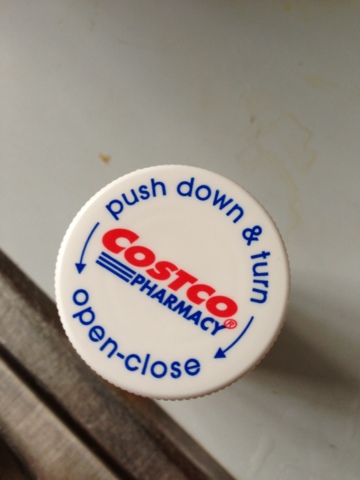 push down & turn
COSTCO
PHARMACY®
open-close